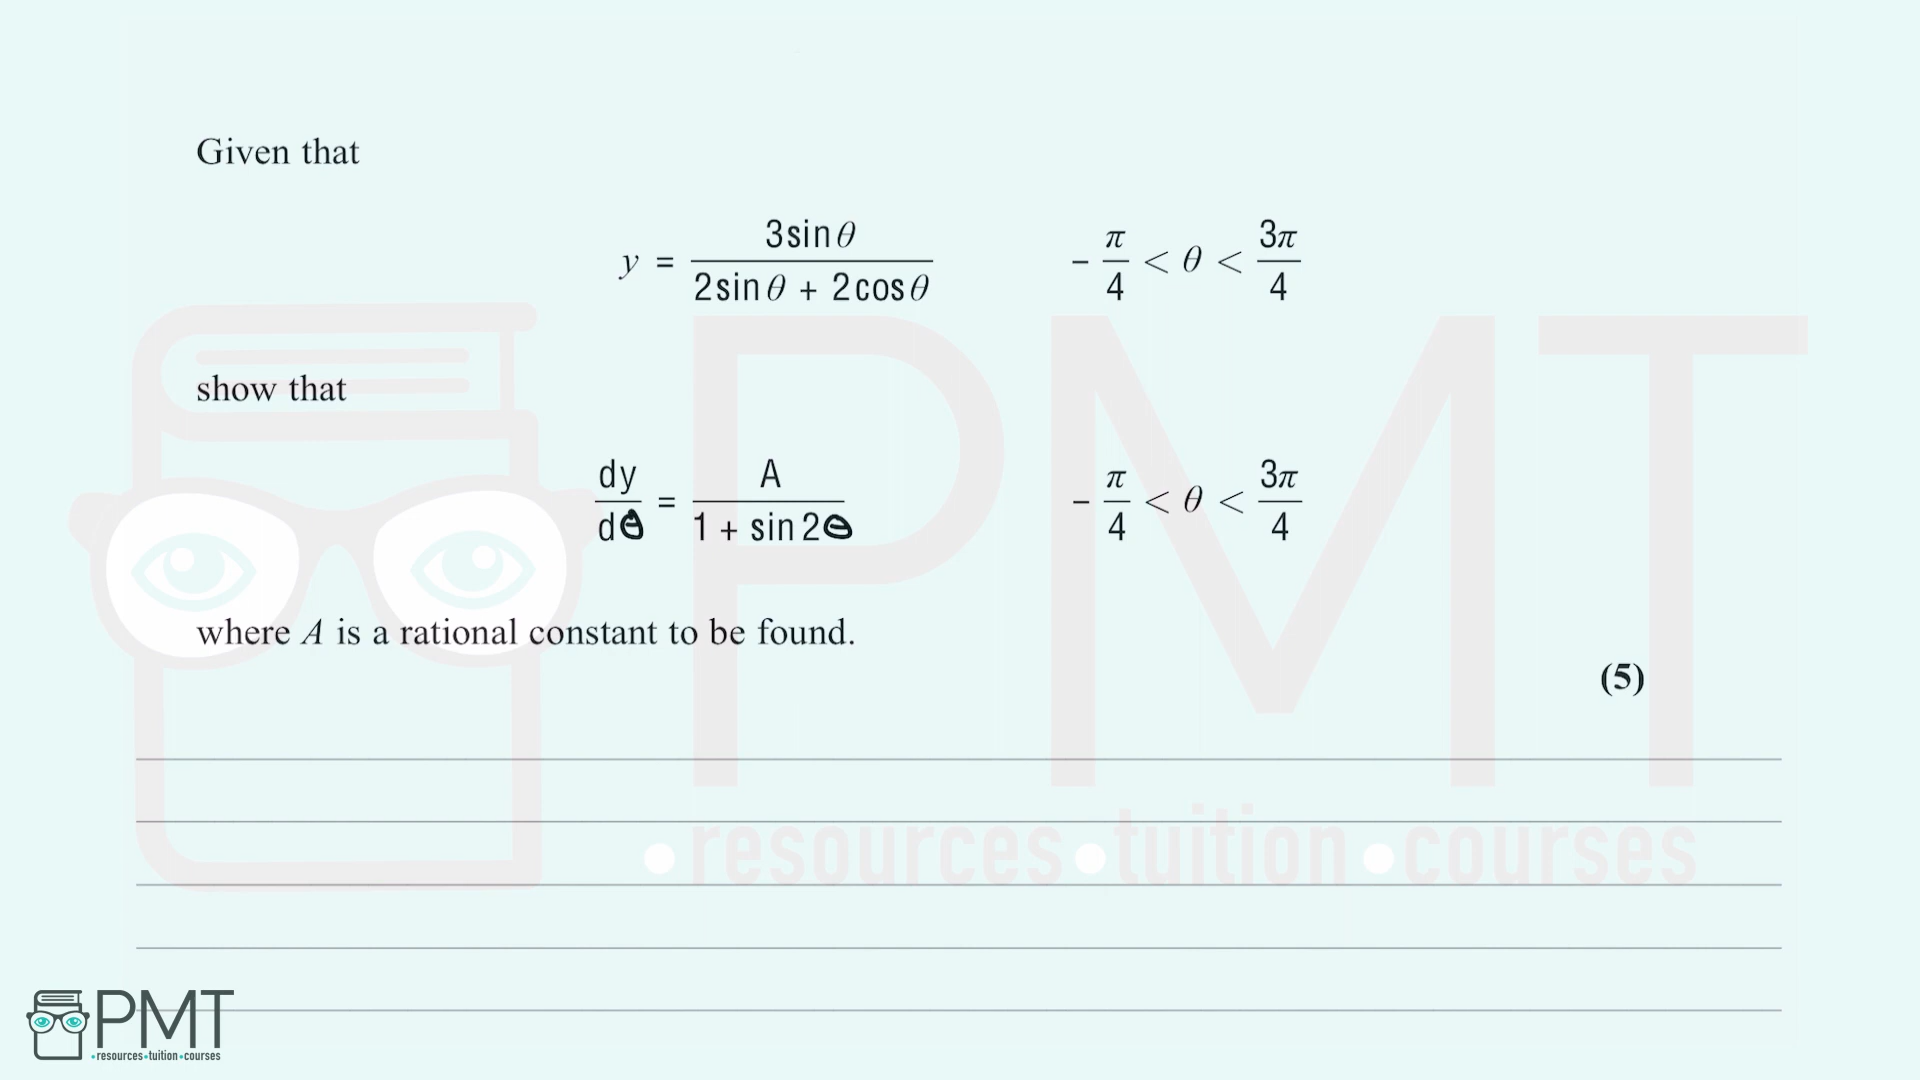 Given that
y = 3sinθ / (2sinθ + 2cosθ)    - π/4 < θ < 3π/4
show that
dy/dθ = A / (1 + sin2θ)    - π/4 < θ < 3π/4
where A is a rational constant to be found.
(5)
PMT
resources•tuition•courses
PMT
•resources•tuition•courses